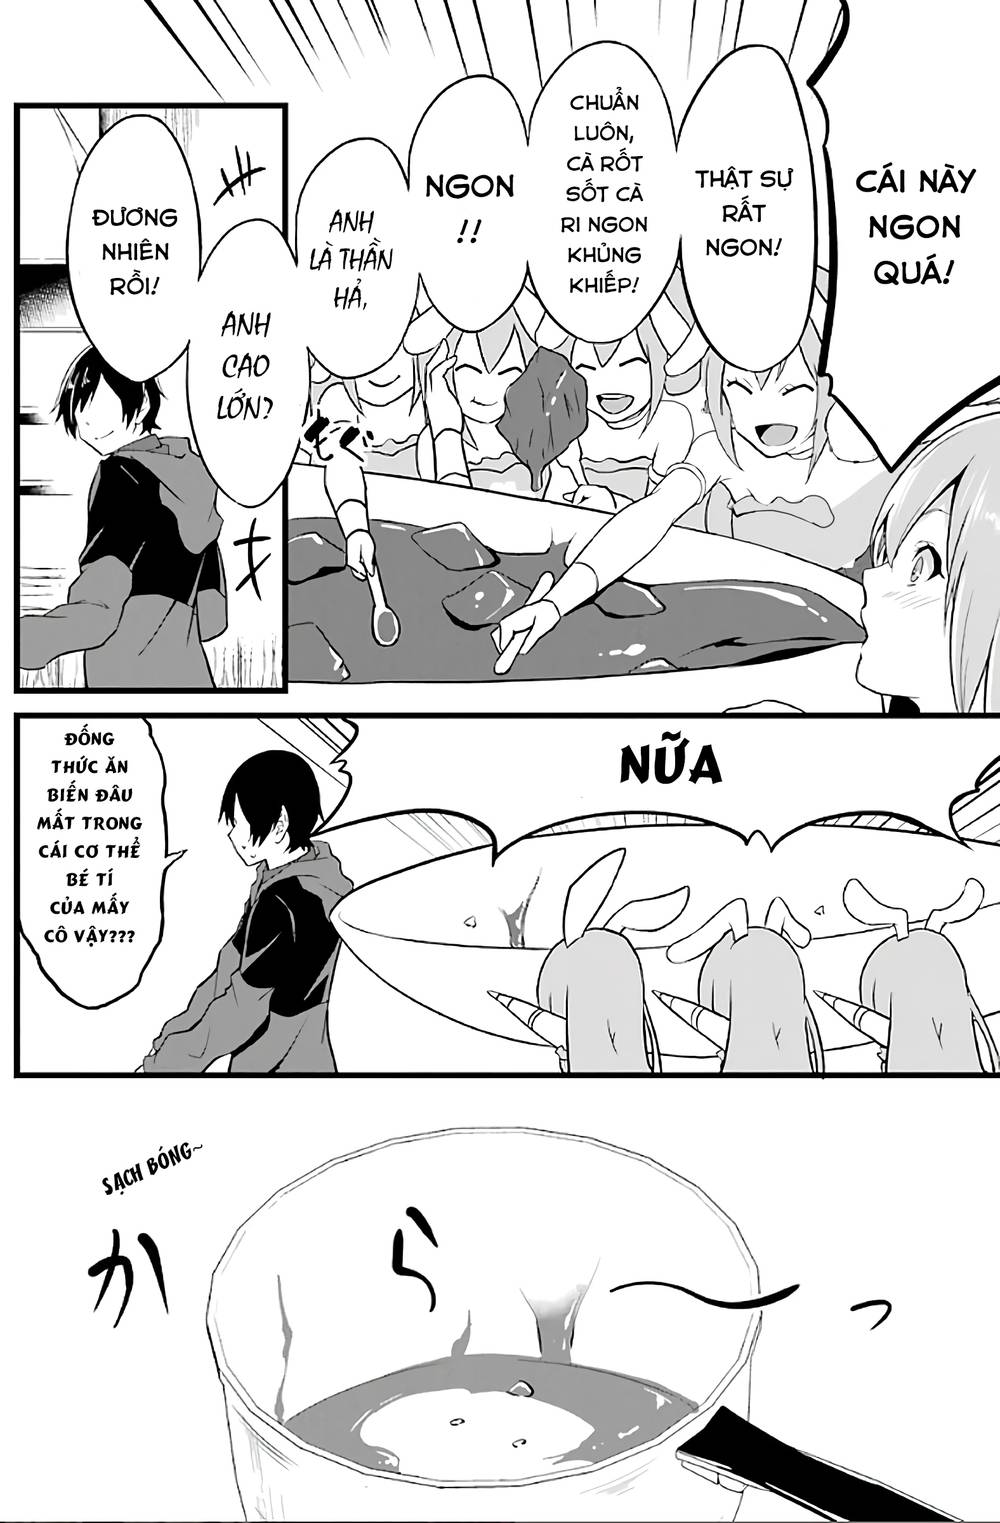 CÁI NÀY
NGON
QUÁ!
THẬT SỰ
RẤT
NGON!
CHUẨN
LUÔN,
CÀ RỐT
SỐT CÀ
RI NGON
KHỦNG
KHIẾP!
NGON
!!
ANH
LÀ THẦN
HẢ,
ANH
CAO
LỚN?
ĐƯƠNG
NHIÊN
RỒI!
NỮA
ĐỐNG
THỨC ĂN
BIẾN ĐÂU
MẤT TRONG
CÁI CƠ THỂ
BÉ TÍ
CỦA MẤY
CÔ VẬY???
SẠCH BÓNG~
から〜っ